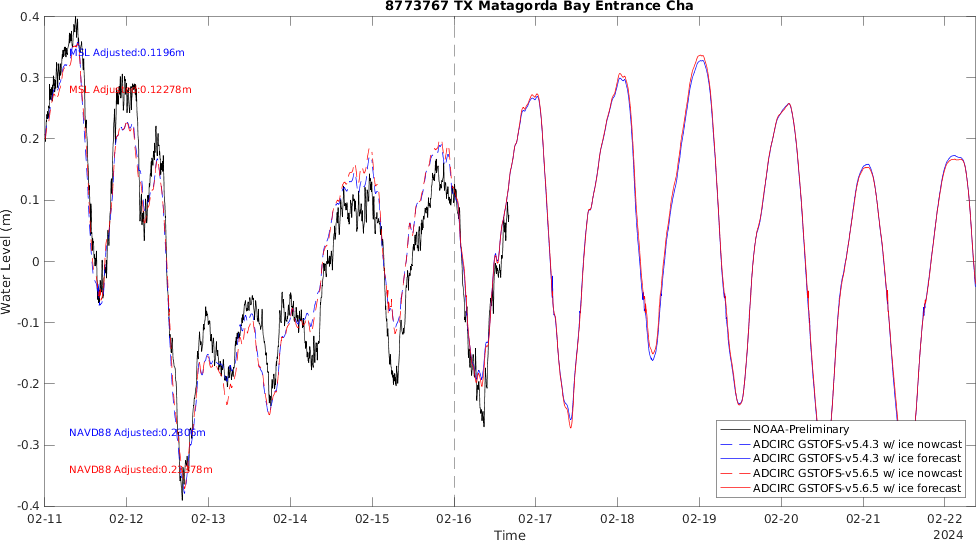 8773767 TX Matagorda Bay Entrance Cha
0.4
0.3
0.2
0.1
0
-0.1
-0.2
-0.3
-0.4
Water Level (m)
MSL Adjusted:0.1196m
MSL Adjusted:0.12278m
NAVD88 Adjusted:
NAVD88 Adjusted:
NOAA-Preliminary
ADCIRC GSTOFS-v5.4.3 w/ ice nowcast
ADCIRC GSTOFS-v5.4.3 w/ ice forecast
ADCIRC GSTOFS-v5.6.5 w/ ice nowcast
ADCIRC GSTOFS-v5.6.5 w/ ice forecast
02-11 02-12 02-13 02-14 02-15 02-16 02-17 02-18 02-19 02-20 02-21 02-22
2024
Time